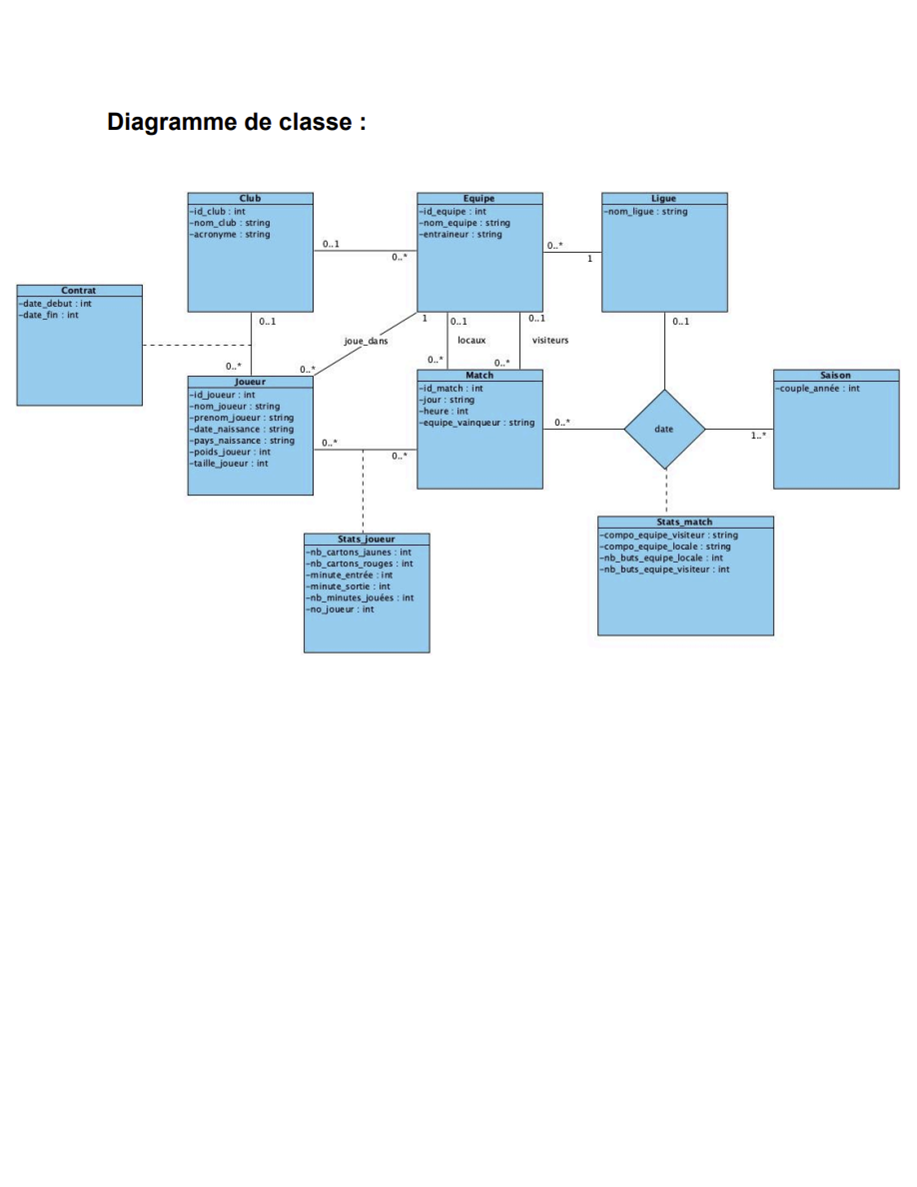 Diagramme de classe :
Club
-id_club : int
-nom_club : string
-acronyme : string
Equipe
-id_equipe : int
-nom_equipe : string
-entraineur : string
Ligue
-nom_ligue : string
0..1
0..*
0..*
1
Contrat
-date_debut : int
-date_fin : int
0..1
0..*
joue_dans
1
0..*
0..1
locaux
0..*
0..1
visiteurs
0..*
0..1
Joueur
-id_joueur : int
-nom_joueur : string
-prenom_joueur : string
-date_naissance : string
-pays_naissance : string
-poids_joueur : int
-taille_joueur : int
Match
-id_match : int
-jour : string
-heure : int
-equipe_vainqueur : string
Saison
-couple_année : int
0..*
0..*
0..*
date
1..*
Stats_joueur
-nb_cartons_jaunes : int
-nb_cartons_rouges : int
-minute_entrée : int
-minute_sortie : int
-nb_minutes_jouées : int
-no_joueur : int
Stats_match
-compo_equipe_visiteur : string
-compo_equipe_locale : string
-nb_buts_equipe_locale : int
-nb_buts_equipe_visiteur : int